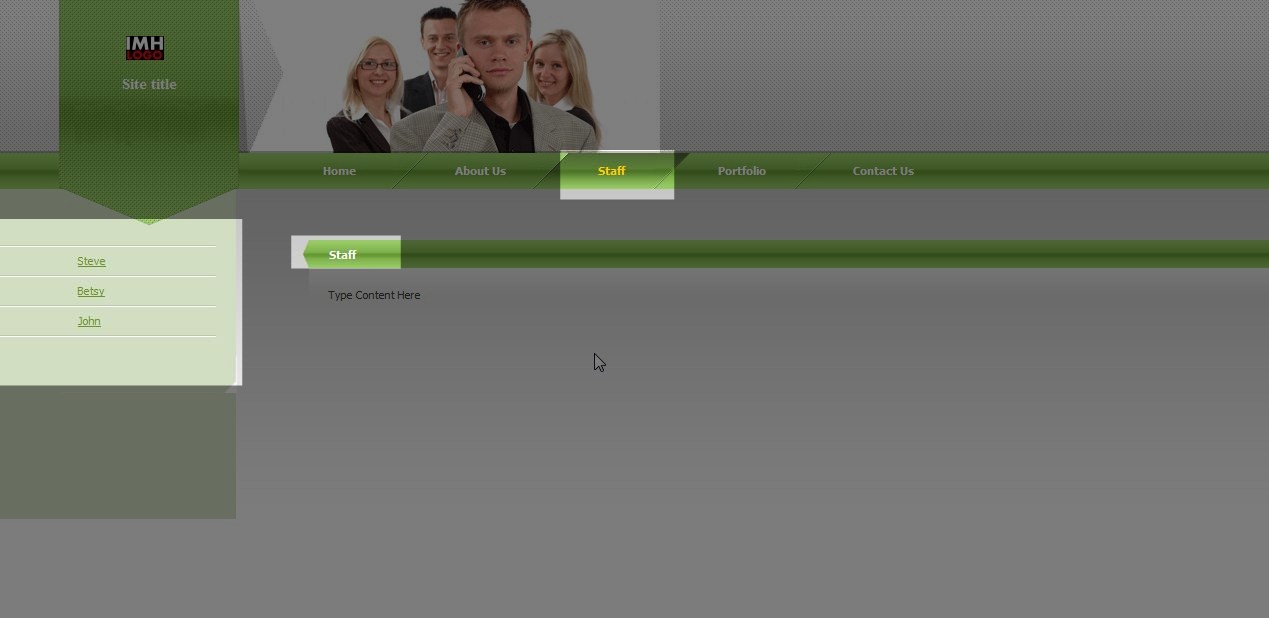 IMH
LOGO
Site title
Home About Us Staff Portfolio Contact Us
Steve
Betsy
John
Staff
Type Content Here